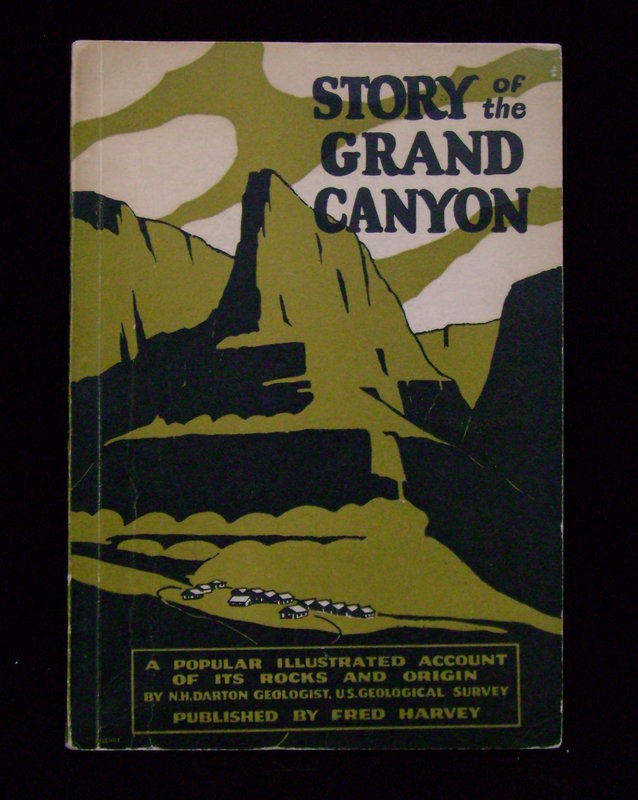 STORY of the
GRAND
CANYON
A POPULAR ILLUSTRATED ACCOUNT
OF ITS ROCKS AND ORIGIN
BY N.H.DARTON GEOLOGIST, U.S.GEOLOGICAL SURVEY
PUBLISHED BY FRED HARVEY